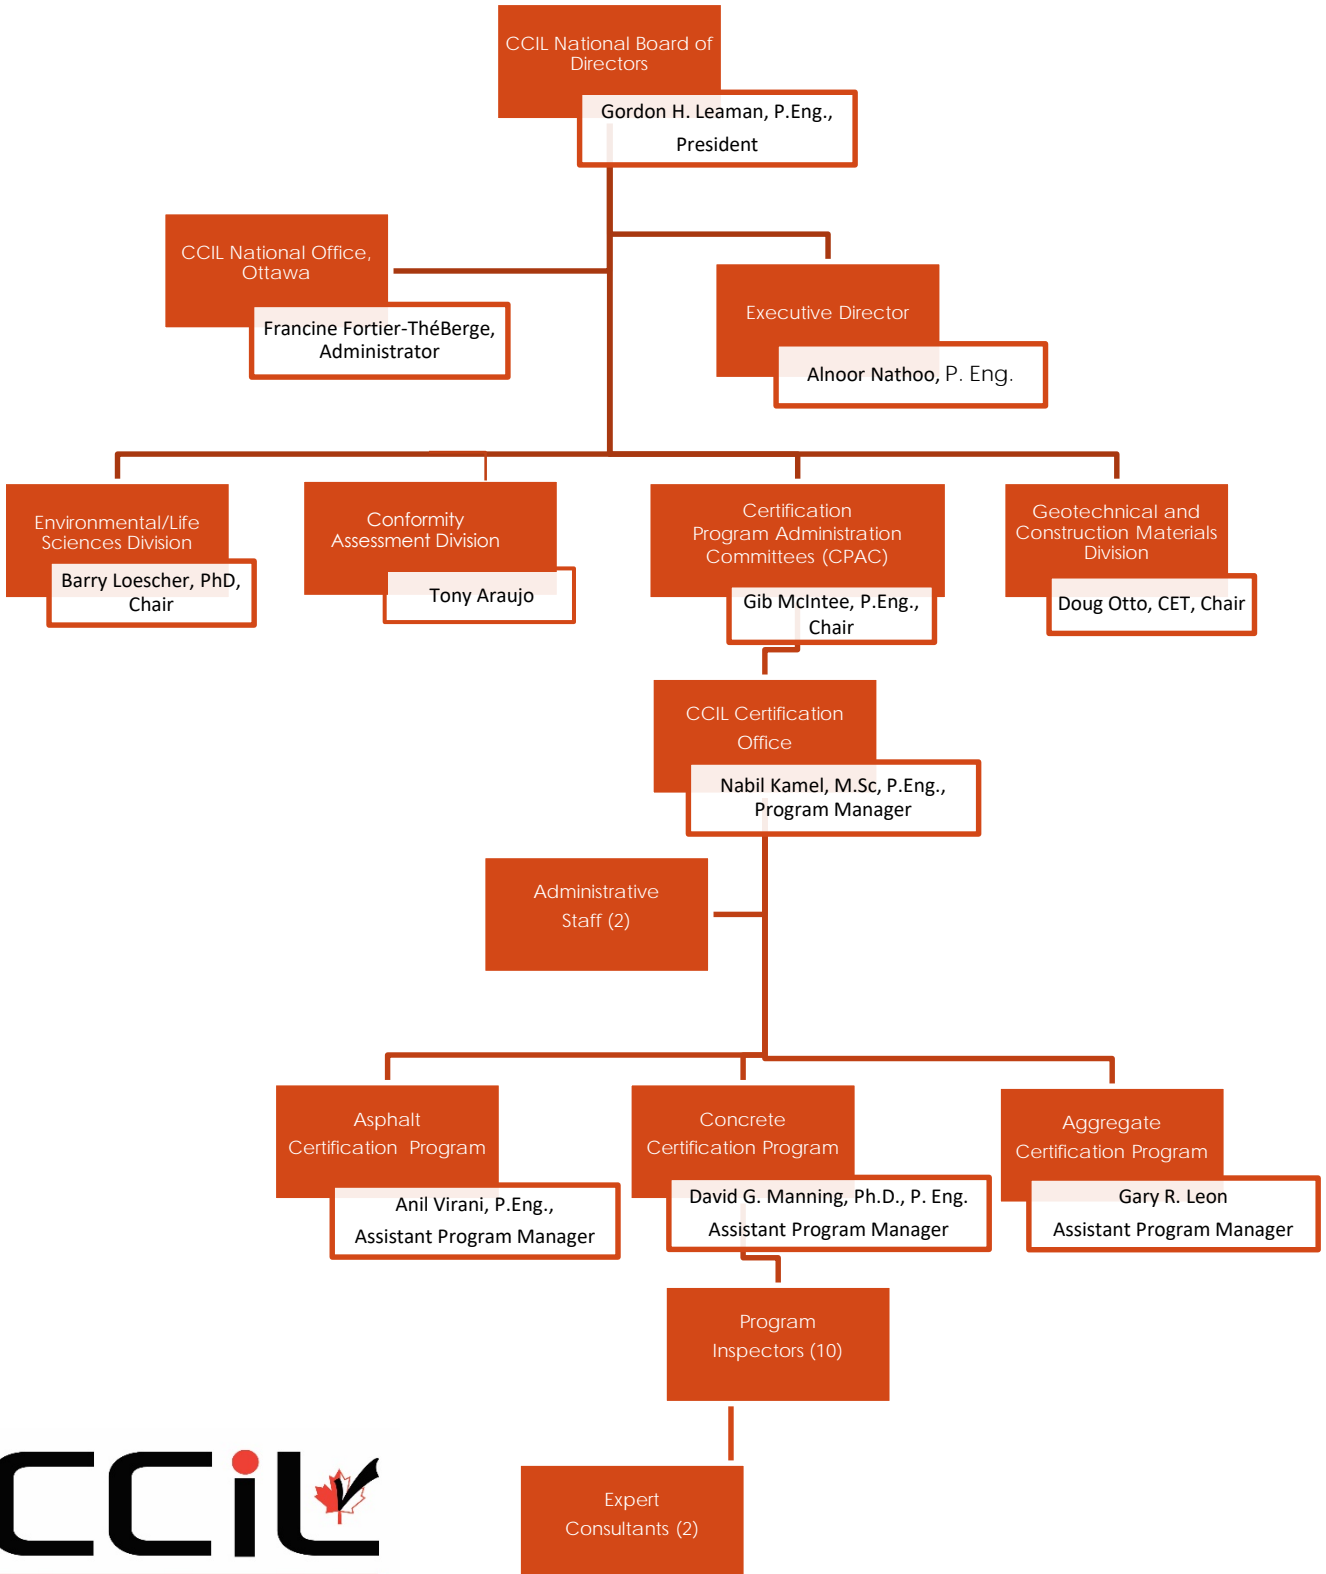 CCIL National Board of
Directors
Gordon H. Leaman, P.Eng.,
President
CCIL National Office,
Ottawa
Francine Fortier-ThéBerge,
Administrator
Executive Director
Alnoor Nathoo, P. Eng.
Environmental/Life
Sciences Division
Barry Loescher, PhD,
Chair
Conformity
Assessment Division
Tony Araujo
Certification
Program Administration
Committees (CPAC)
Gib McIntee, P.Eng.,
Chair
Geotechnical and
Construction Materials
Division
Doug Otto, CET, Chair
CCIL Certification
Office
Nabil Kamel, M.Sc, P.Eng.,
Program Manager
Administrative
Staff (2)
Asphalt
Certification Program
Anil Virani, P.Eng.,
Assistant Program Manager
Concrete
Certification Program
David G. Manning, Ph.D., P. Eng.
Assistant Program Manager
Aggregate
Certification Program
Gary R. Leon
Assistant Program Manager
Program
Inspectors (10)
Expert
Consultants (2)
CCiL